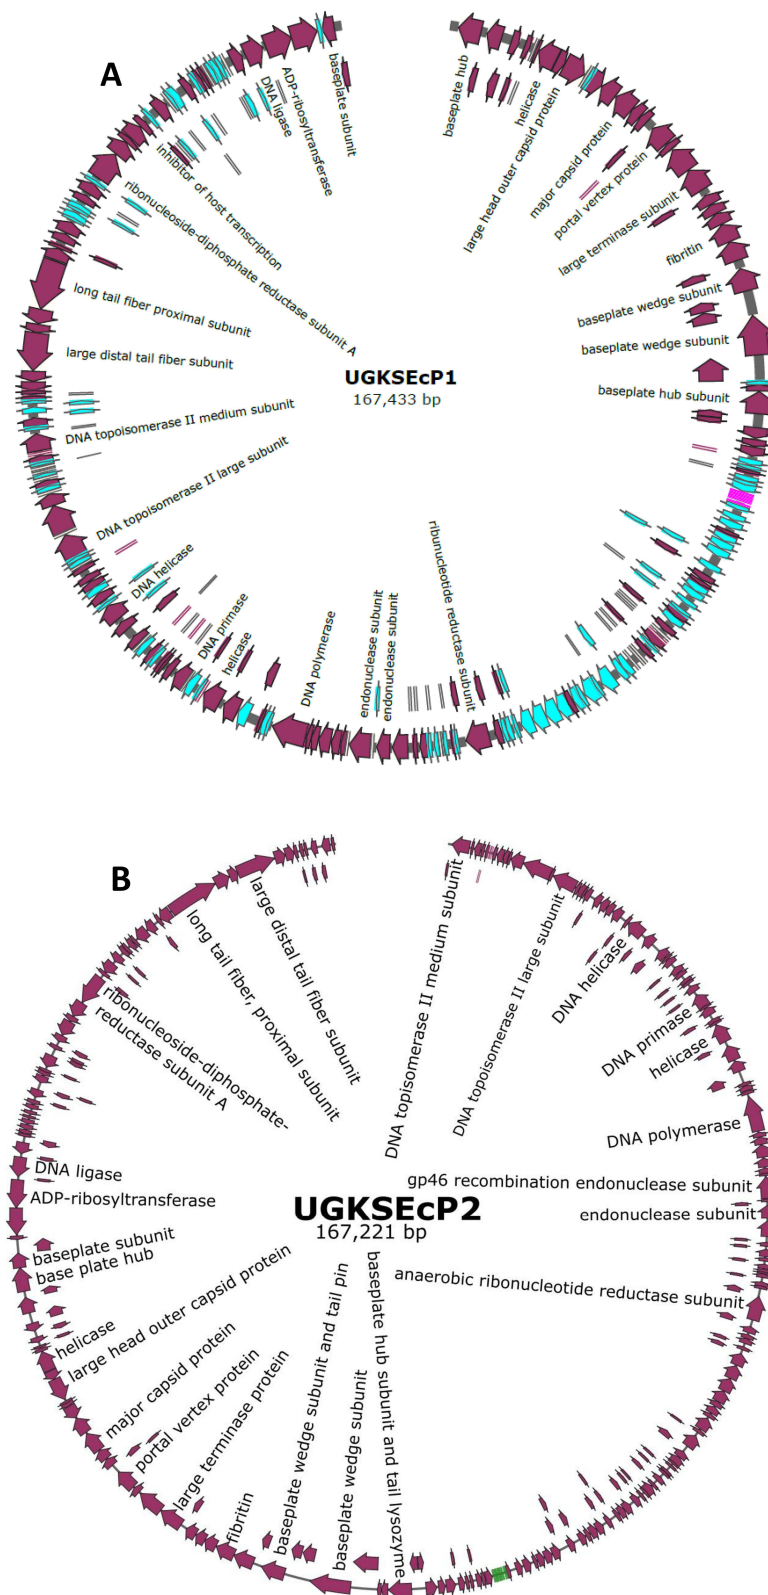 A
baseplate subunit
ADP-ribosyltransferase
DNA ligase
inhibitor of host transcription
ribonucleoside-diphosphate reductase subunit A
long tail fiber proximal subunit
large distal tail fiber subunit
DNA topoisomerase II medium subunit
DNA topoisomerase II large subunit
DNA helicase
DNA primase
helicase
DNA polymerase
endonuclease subunit
endonuclease subunit
ribunucleotide reductase subunit
baseplate hub subunit
baseplate wedge subunit
baseplate wedge subunit
fibritin
large terminase subunit
portal vertex protein
major capsid protein
large head outer capsid protein
helicase
baseplate hub
UGKSEcP1
167,433 bp
B
large distal tail fiber subunit
long tail fiber, proximal subunit
ribonucleoside-diphosphate-
reductase subunit A
DNA ligase
ADP-ribosyltransferase
baseplate subunit
base plate hub
helicase
large head outer capsid protein
major capsid protein
portal vertex protein
large terminase protein
fibritin
baseplate wedge subunit and tail pin
baseplate wedge subunit
baseplate hub subunit and tail lysozyme
anaerobic ribonucleotide reductase subunit
endonuclease subunit
gp46 recombination endonuclease subunit
DNA polymerase
helicase
DNA primase
DNA helicase
DNA topoisomerase II large subunit
DNA topisomerase II medium subunit
UGKSEcP2
167,221 bp